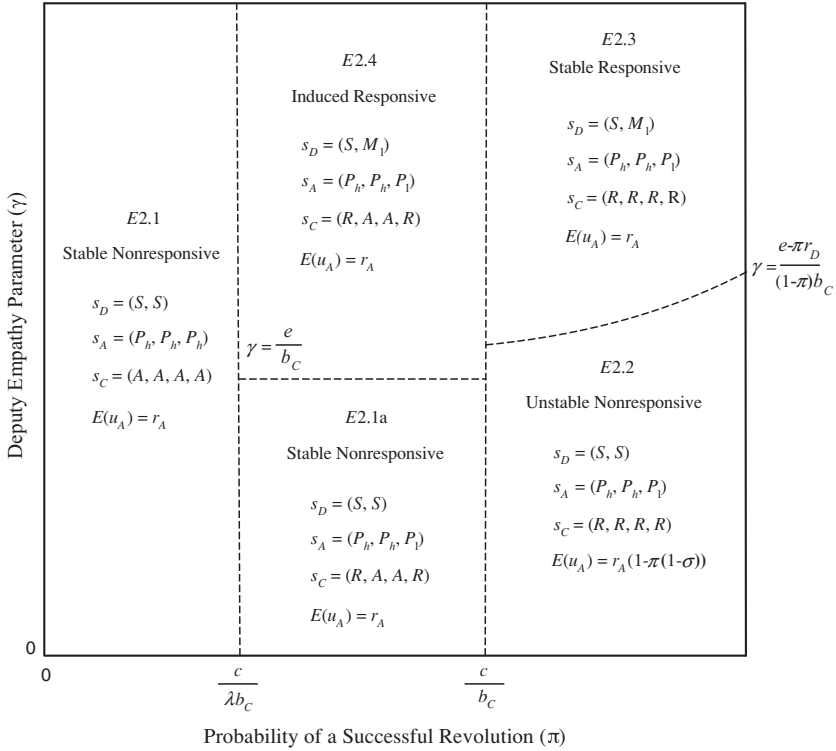 Deputy Empathy Parameter (γ)
E2.1
Stable Nonresponsive
s_D = (S, S)
s_A = (P_h, P_h, P_h)
s_C = (A, A, A, A)
E(u_A) = r_A
E2.4
Induced Responsive
s_D = (S, M_l)
s_A = (P_h, P_h, P_l)
s_C = (R, A, A, R)
E(u_A) = r_A
γ = e/b_C
E2.1a
Stable Nonresponsive
s_D = (S, S)
s_A = (P_h, P_h, P_l)
s_C = (R, A, A, R)
E(u_A) = r_A
E2.3
Stable Responsive
s_D = (S, M_l)
s_A = (P_h, P_h, P_l)
s_C = (R, R, R, R)
E(u_A) = r_A
γ = e-πr_D/(1-π)b_C
E2.2
Unstable Nonresponsive
s_D = (S, S)
s_A = (P_h, P_h, P_l)
s_C = (R, R, R, R)
E(u_A) = r_A(1-π(1-σ))
0
0
c/λb_C
c/b_C
Probability of a Successful Revolution (π)